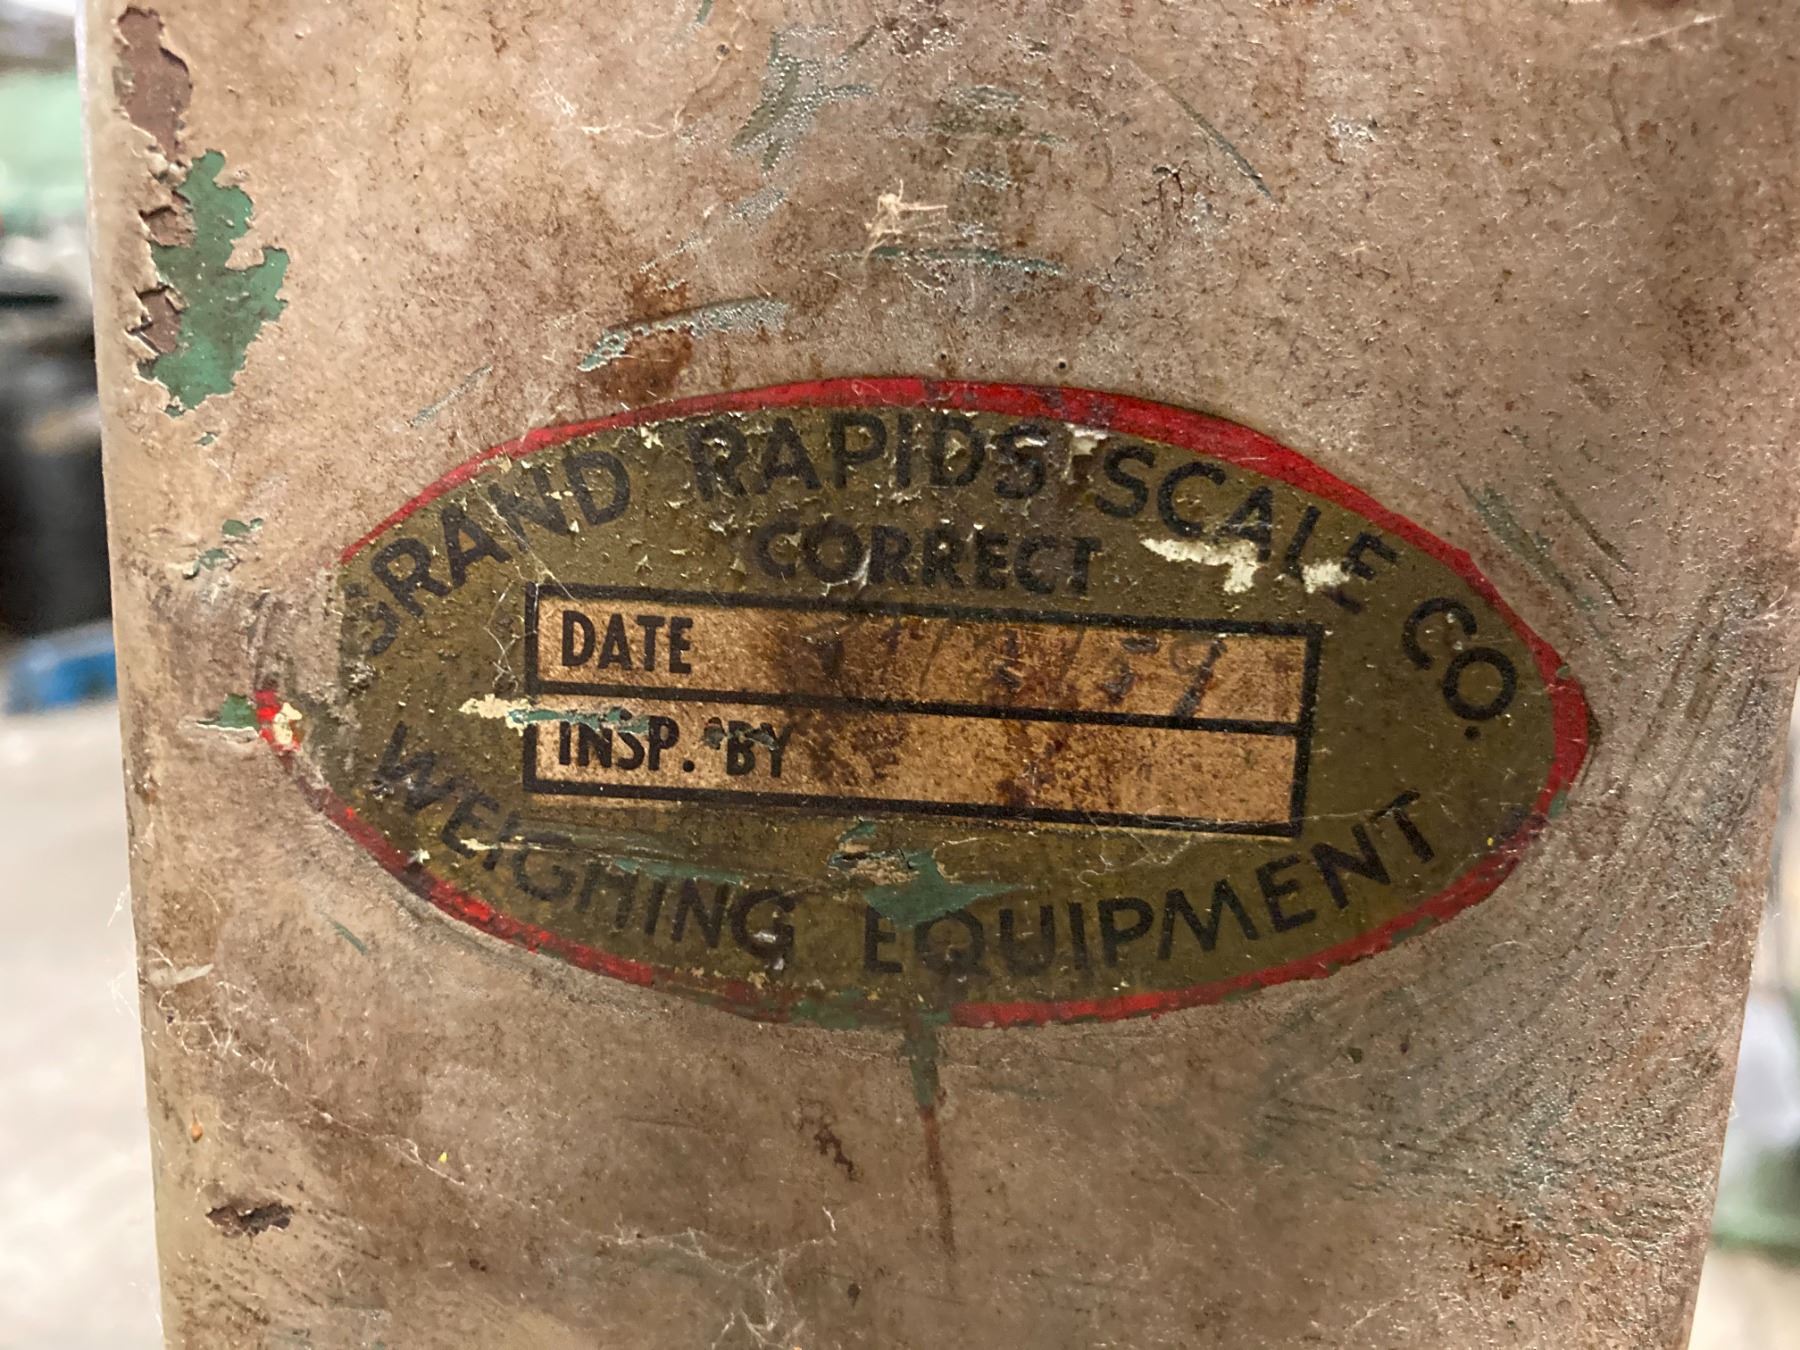 GRAND RAPIDS SCALE CO.
CORRECT
DATE
INSP. BY
WEIGHING EQUIPMENT